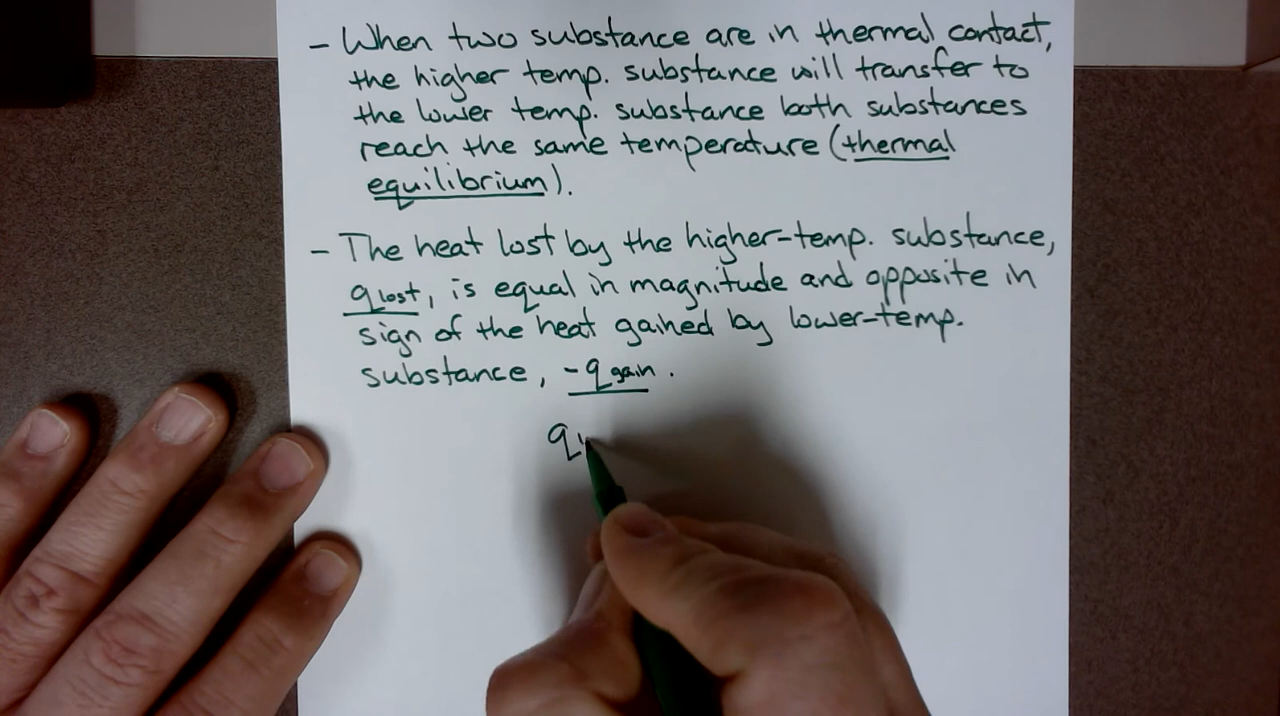 - When two substance are in thermal contact,
the higher temp. substance will transfer to
the lower temp. substance both substances
reach the same temperature (thermal
equilibrium).
- The heat lost by the higher-temp. substance,
q lost, is equal in magnitude and opposite in
sign of the heat gained by lower-temp.
substance, -q gain.
q